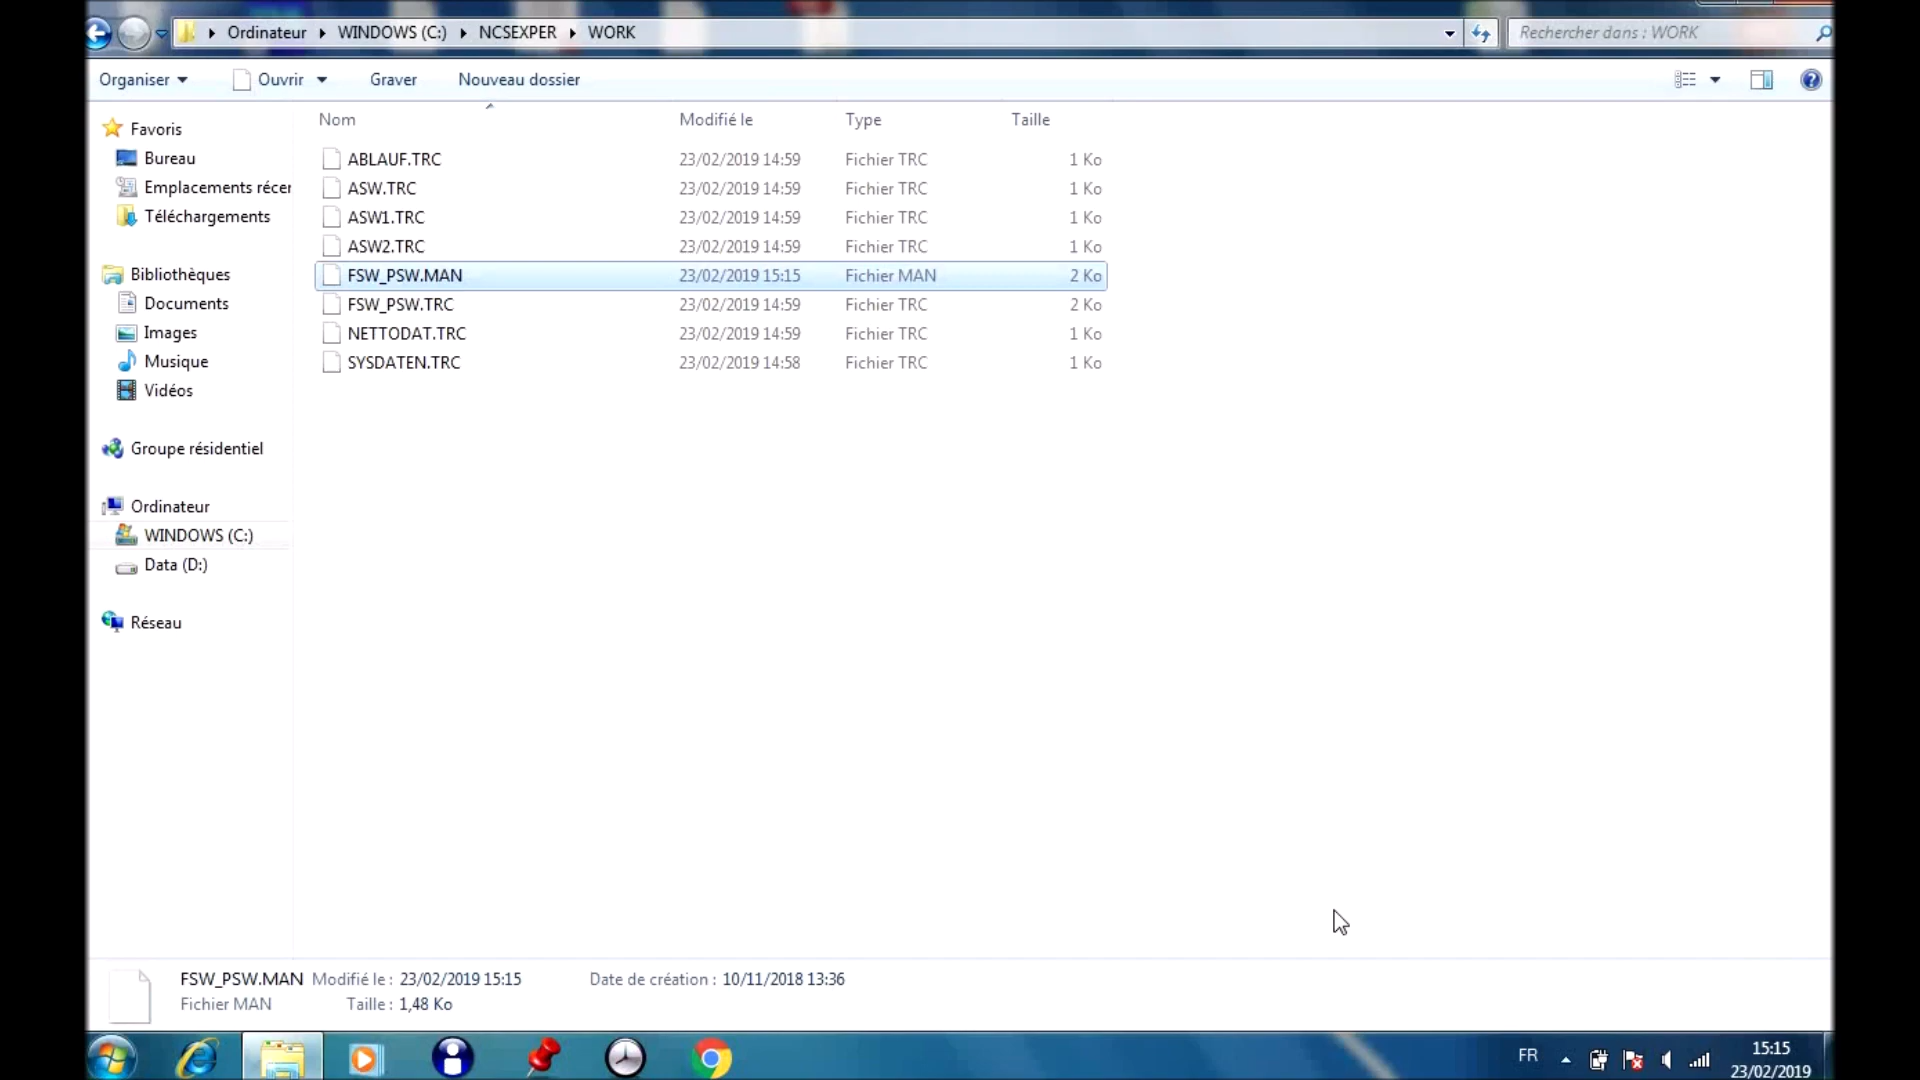 Ordinateur WINDOWS (C:) NCSEXPER WORK
Rechercher dans : WORK
Organiser Ouvrir Graver Nouveau dossier
Nom Modifié le Type Taille
Favoris
Bureau
Emplacements récer
Téléchargements
Bibliothèques
Documents
Images
Musique
Vidéos
Groupe résidentiel
Ordinateur
WINDOWS (C:)
Data (D:)
Réseau
ABLAUF.TRC 23/02/2019 14:59 Fichier TRC 1 Ko
ASW.TRC 23/02/2019 14:59 Fichier TRC 1 Ko
ASW1.TRC 23/02/2019 14:59 Fichier TRC 1 Ko
ASW2.TRC 23/02/2019 14:59 Fichier TRC 1 Ko
FSW_PSW.MAN 23/02/2019 15:15 Fichier MAN 2 Ko
FSW_PSW.TRC 23/02/2019 14:59 Fichier TRC 2 Ko
NETTODAT.TRC 23/02/2019 14:59 Fichier TRC 1 Ko
SYSDATEN.TRC 23/02/2019 14:58 Fichier TRC 1 Ko
FSW_PSW.MAN Modifié le : 23/02/2019 15:15 Date de création : 10/11/2018 13:36
Fichier MAN Taille : 1,48 Ko
FR
15:15
23/02/2019